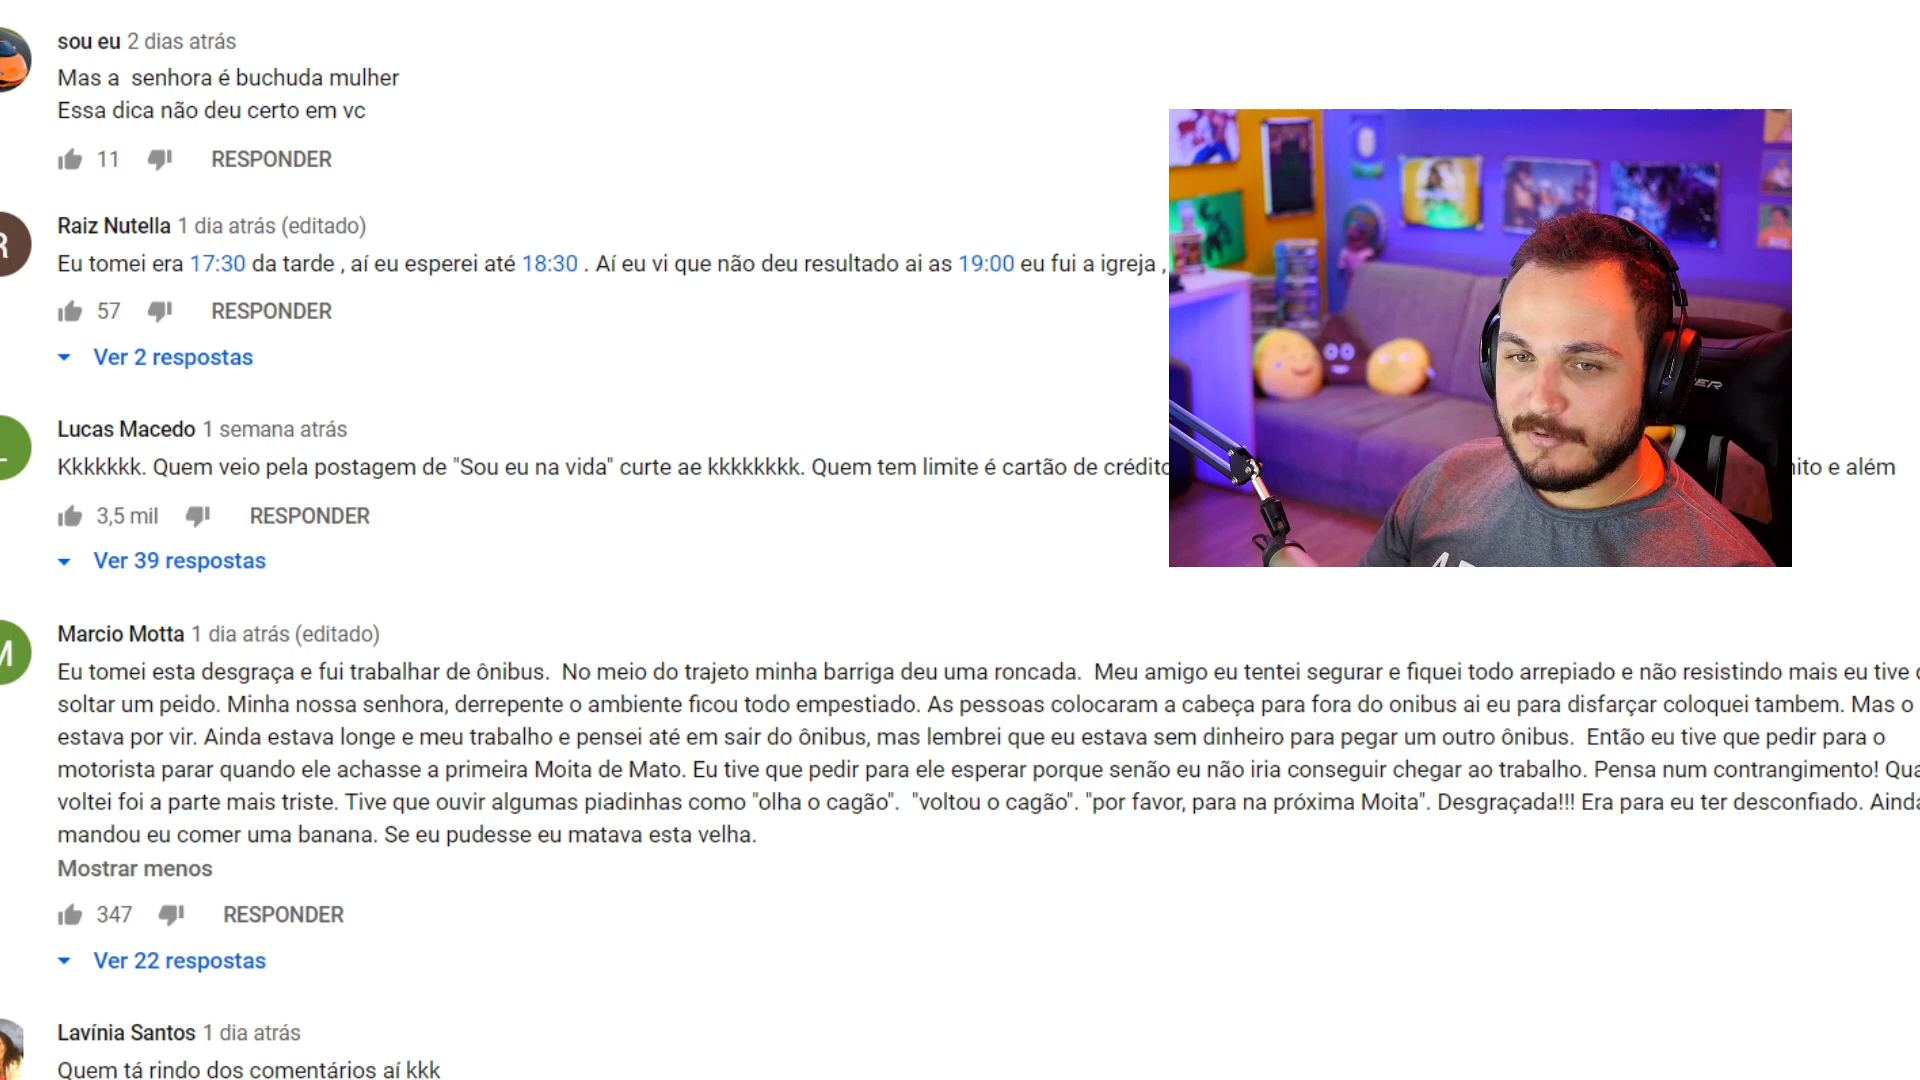 sou eu 2 dias atrás
Mas a senhora é buchuda mulher
Essa dica não deu certo em vc
11 RESPONDER
R
Raiz Nutella 1 dia atrás (editado)
Eu tomei era 17:30 da tarde , aí eu esperei até 18:30 . Aí eu vi que não deu resultado ai as 19:00 eu fui a igreja ,
57 RESPONDER
Ver 2 respostas
Lucas Macedo 1 semana atrás
Kkkkkkk. Quem veio pela postagem de "Sou eu na vida" curte ae kkkkkkkk. Quem tem limite é cartão de crédito e além
3,5 mil RESPONDER
Ver 39 respostas
M
Marcio Motta 1 dia atrás (editado)
Eu tomei esta desgraça e fui trabalhar de ônibus. No meio do trajeto minha barriga deu uma roncada. Meu amigo eu tentei segurar e fiquei todo arrepiado e não resistindo mais eu tive
soltar um peido. Minha nossa senhora, derrepente o ambiente ficou todo empestiado. As pessoas colocaram a cabeça para fora do onibus ai eu para disfarçar coloquei tambem. Mas o
estava por vir. Ainda estava longe e meu trabalho e pensei até em sair do ônibus, mas lembrei que eu estava sem dinheiro para pegar um outro ônibus. Então eu tive que pedir para o
motorista parar quando ele achasse a primeira Moita de Mato. Eu tive que pedir para ele esperar porque senão eu não iria conseguir chegar ao trabalho. Pensa num contrangimento!
voltei foi a parte mais triste. Tive que ouvir algumas piadinhas como "olha o cagão". "voltou o cagão". "por favor, para na próxima Moita". Desgraçada!!! Era para eu ter desconfiado.
mandou eu comer uma banana. Se eu pudesse eu matava esta velha.
Mostrar menos
347 RESPONDER
Ver 22 respostas
Lavínia Santos 1 dia atrás
Quem tá rindo dos comentários aí kkk